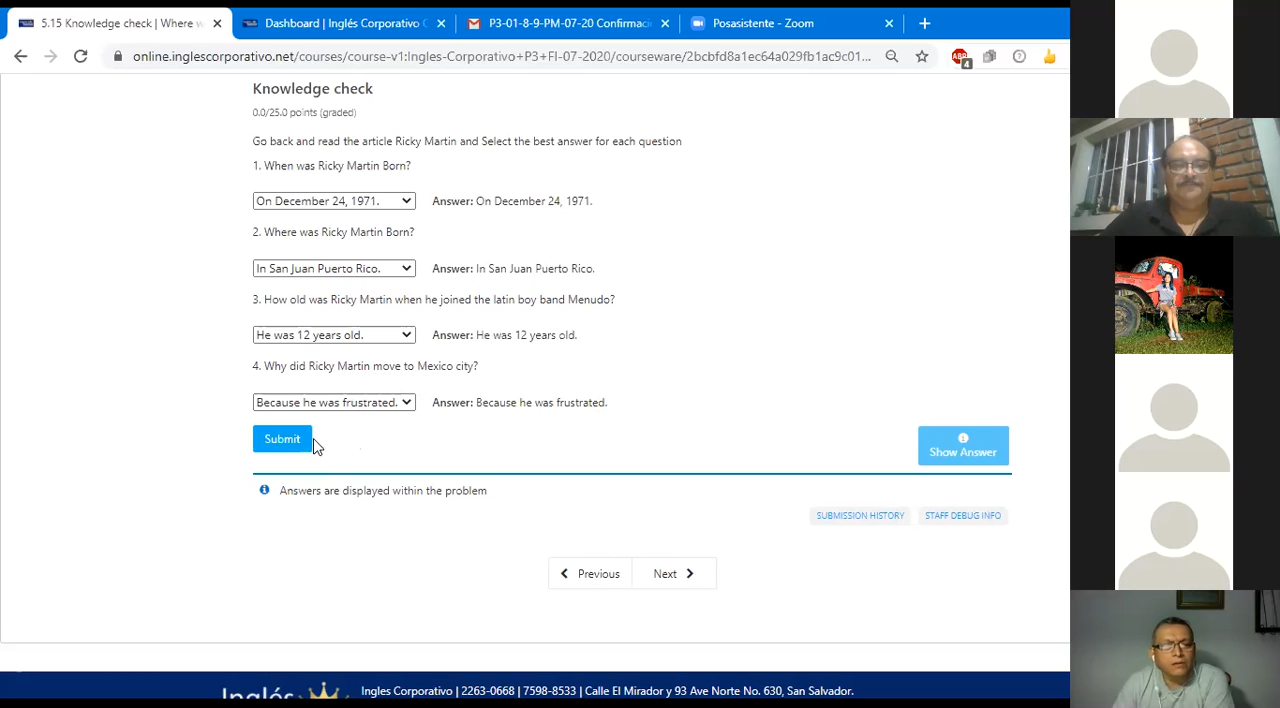 5.15 Knowledge check | Where w
Dashboard | Inglés Corporativo C
P3-01-8-9-PM-07-20 Confirmaci
Posasistente - Zoom
online.inglescorporativo.net/courses/course-v1:Ingles-Corporativo+P3+FI-07-2020/courseware/2bcbfd8a1ec64a029fb1ac9c01...
4
Knowledge check
0.0/25.0 points (graded)
Go back and read the article Ricky Martin and Select the best answer for each question
1. When was Ricky Martin Born?
On December 24, 1971. Answer: On December 24, 1971.
2. Where was Ricky Martin Born?
In San Juan Puerto Rico. Answer: In San Juan Puerto Rico.
3. How old was Ricky Martin when he joined the latin boy band Menudo?
He was 12 years old. Answer: He was 12 years old.
4. Why did Ricky Martin move to Mexico city?
Because he was frustrated. Answer: Because he was frustrated.
Submit
Show Answer
Answers are displayed within the problem
SUBMISSION HISTORY STAFF DEBUG INFO
Previous Next
Inglés
Ingles Corporativo | 2263-0668 | 7598-8533 | Calle El Mirador y 93 Ave Norte No. 630, San Salvador.